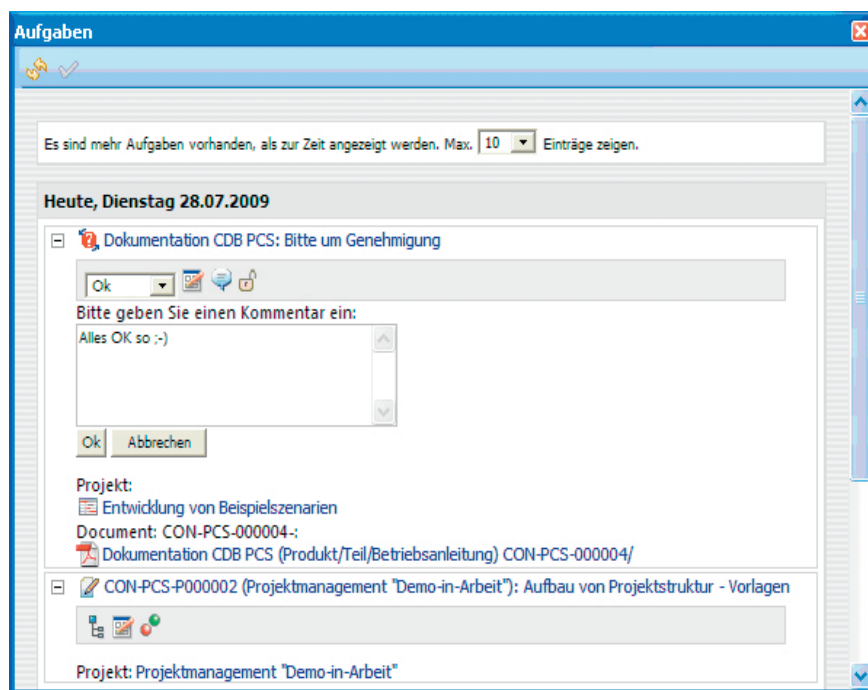 Aufgaben
Es sind mehr Aufgaben vorhanden, als zur Zeit angezeigt werden. Max. 10 Einträge zeigen.
Heute, Dienstag 28.07.2009
Dokumentation CDB PCS: Bitte um Genehmigung
Ok
Bitte geben Sie einen Kommentar ein:
Alles OK so ;-)
Ok Abbrechen
Projekt:
Entwicklung von Beispielszenarien
Document: CON-PCS-000004-:
Dokumentation CDB PCS (Produkt/Teil/Betriebsanleitung) CON-PCS-000004/
CON-PCS-P000002 (Projektmanagement "Demo-in-Arbeit"): Aufbau von Projektstruktur - Vorlagen
Projekt: Projektmanagement "Demo-in-Arbeit"